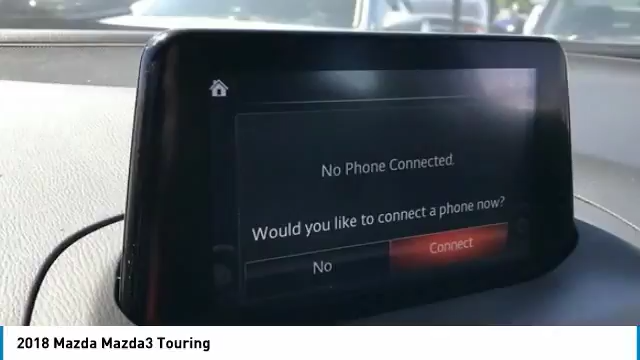 No Phone Connected.
Would you like to connect a phone now?
No
Connect
2018 Mazda Mazda3 Touring